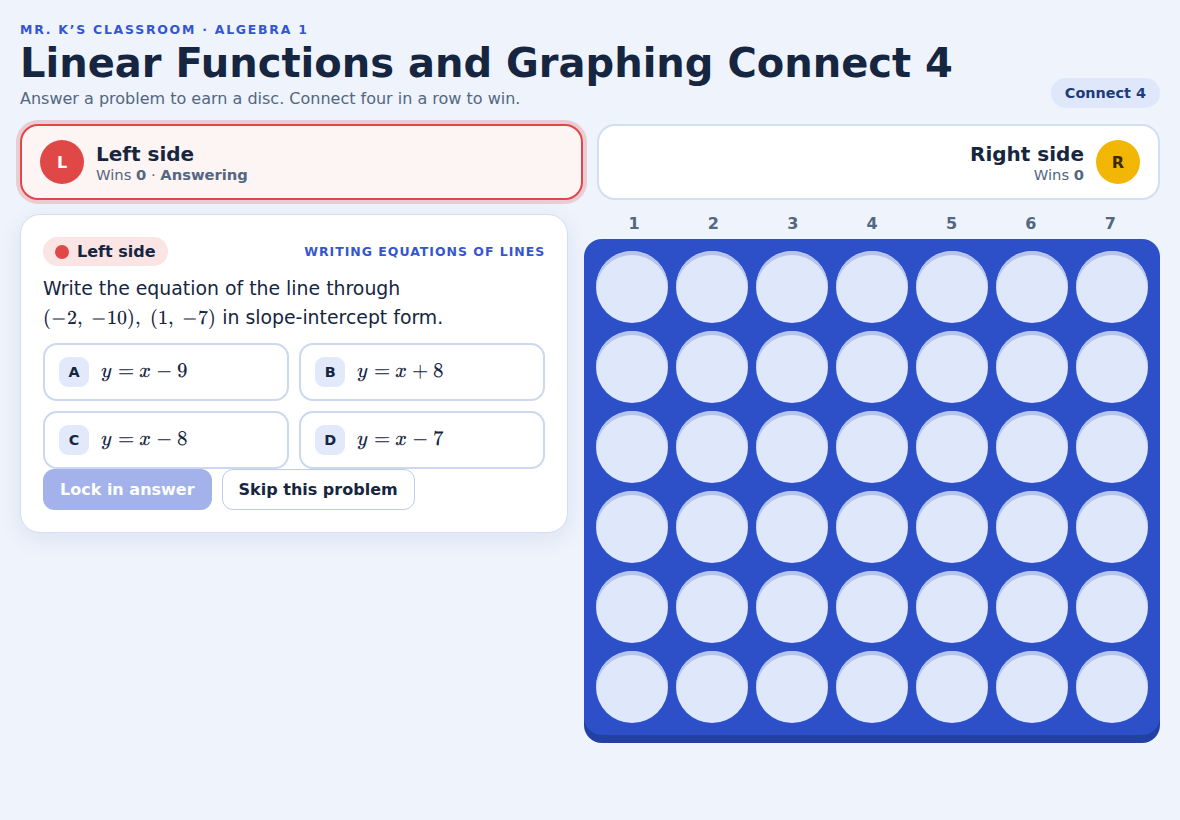 MR. K’S CLASSROOM · ALGEBRA 1
Linear Functions and Graphing Connect 4
Answer a problem to earn a disc. Connect four in a row to win.
Connect 4
L
Left side
Wins 0 · Answering
Right side
Wins 0
R
Left side
WRITING EQUATIONS OF LINES
Write the equation of the line through
(−2, −10), (1, −7) in slope-intercept form.
A y = x − 9
B y = x + 8
C y = x − 8
D y = x − 7
Lock in answer
Skip this problem
1 2 3 4 5 6 7